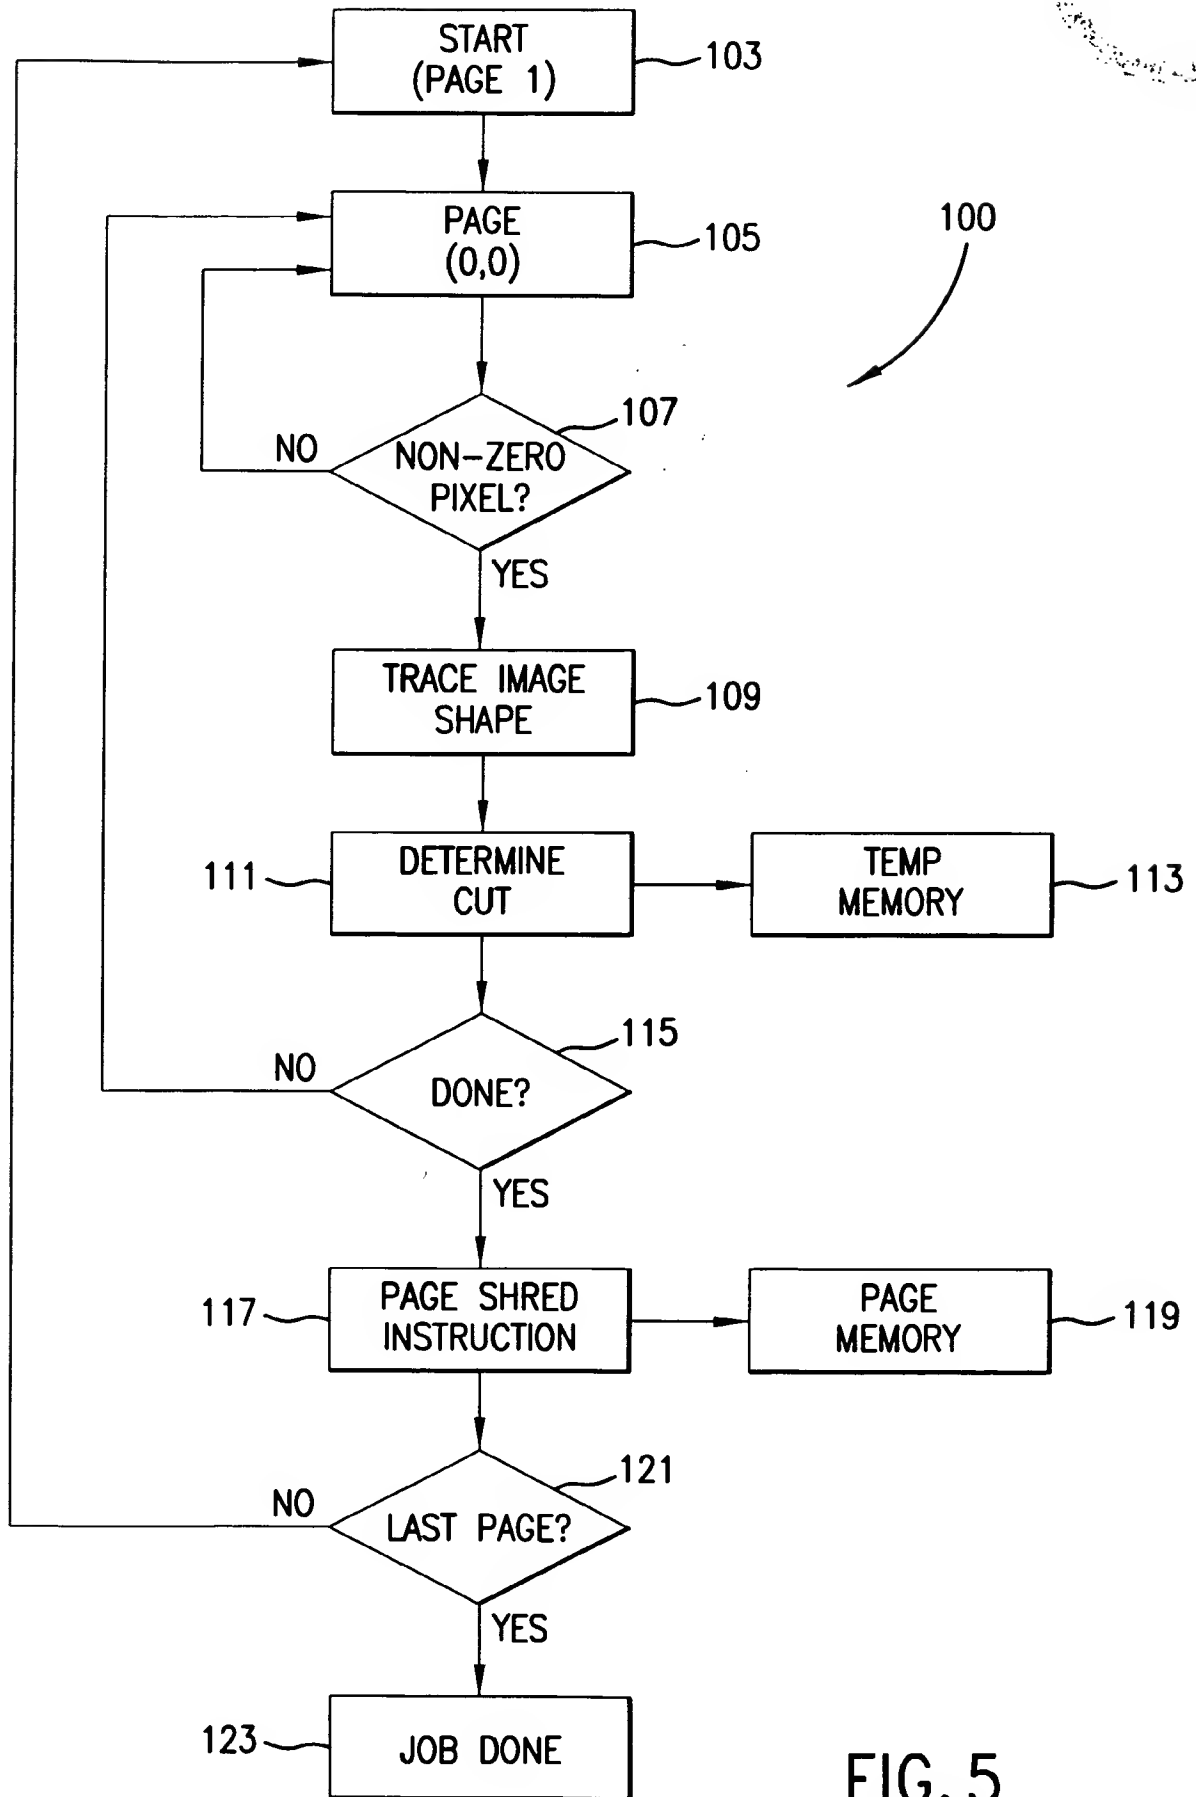 START
(PAGE 1)
103
PAGE
(0,0)
105
100
107
NON-ZERO
PIXEL?
NO
YES
TRACE IMAGE
SHAPE
109
111
DETERMINE
CUT
TEMP
MEMORY
113
115
NO
DONE?
YES
117
PAGE SHRED
INSTRUCTION
PAGE
MEMORY
119
121
NO
LAST PAGE?
YES
123
JOB DONE
FIG. 5